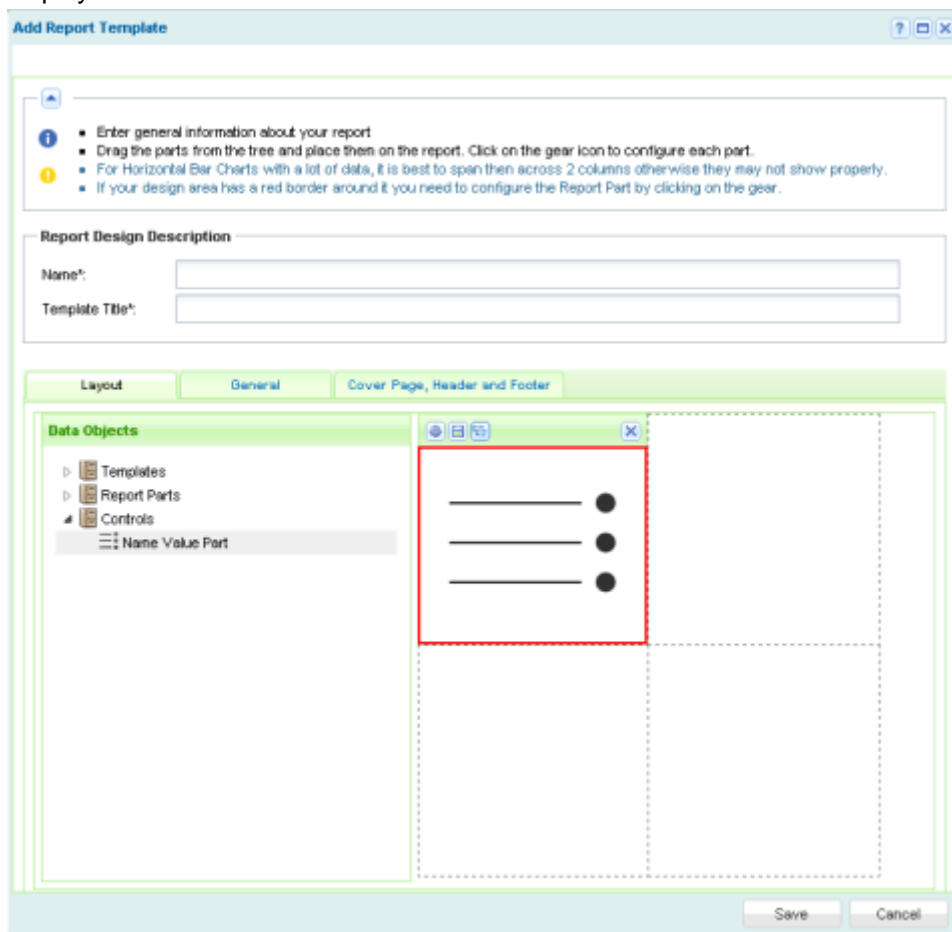 Add Report Template
Enter general information about your report
Drag the parts from the tree and place them on the report. Click on the gear icon to configure each part.
For Horizontal Bar Charts with a lot of data, it is best to span then across 2 columns otherwise they may not show properly.
If your design area has a red border around it you need to configure the Report Part by clicking on the gear.
Report Design Description
Name*:
Template Title*:
Layout General Cover Page, Header and Footer
Data Objects
Templates
Report Parts
Controls
Name Value Part
Save Cancel